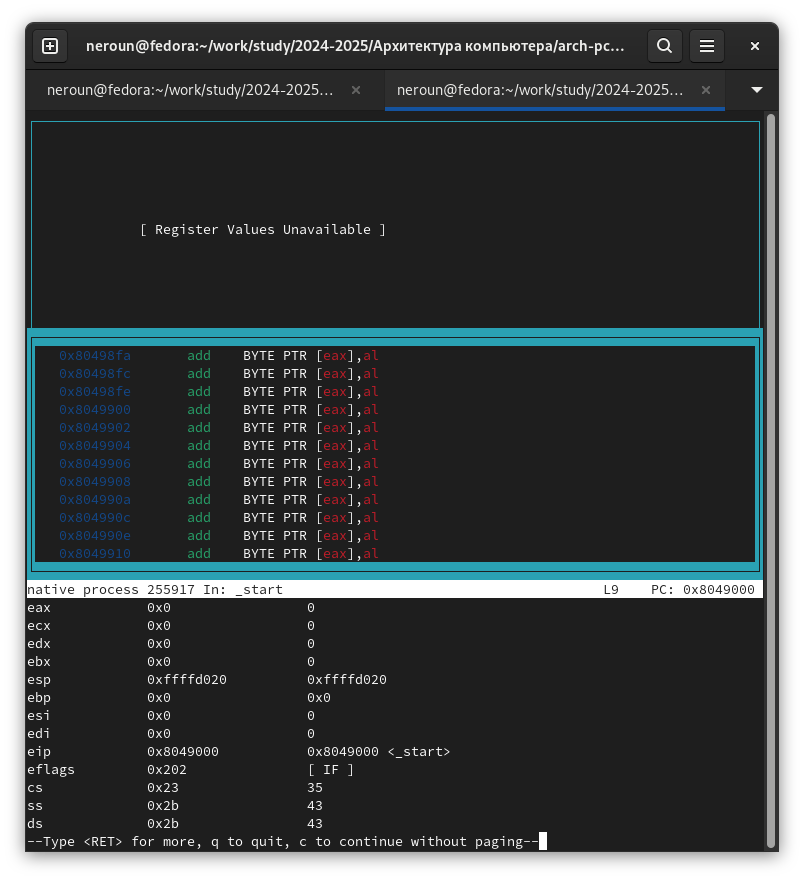 neroun@fedora:~/work/study/2024-2025/Архитектура компьютера/arch-pc…
neroun@fedora:~/work/study/2024-2025…
neroun@fedora:~/work/study/2024-2025…
[ Register Values Unavailable ]
0x80498fa add BYTE PTR [eax],al
0x80498fc add BYTE PTR [eax],al
0x80498fe add BYTE PTR [eax],al
0x8049900 add BYTE PTR [eax],al
0x8049902 add BYTE PTR [eax],al
0x8049904 add BYTE PTR [eax],al
0x8049906 add BYTE PTR [eax],al
0x8049908 add BYTE PTR [eax],al
0x804990a add BYTE PTR [eax],al
0x804990c add BYTE PTR [eax],al
0x804990e add BYTE PTR [eax],al
0x8049910 add BYTE PTR [eax],al
native process 255917 In: _start L9 PC: 0x8049000
eax 0x0 0
ecx 0x0 0
edx 0x0 0
ebx 0x0 0
esp 0xffffd020 0xffffd020
ebp 0x0 0x0
esi 0x0 0
edi 0x0 0
eip 0x8049000 0x8049000 <_start>
eflags 0x202 [ IF ]
cs 0x23 35
ss 0x2b 43
ds 0x2b 43
--Type <RET> for more, q to quit, c to continue without paging--